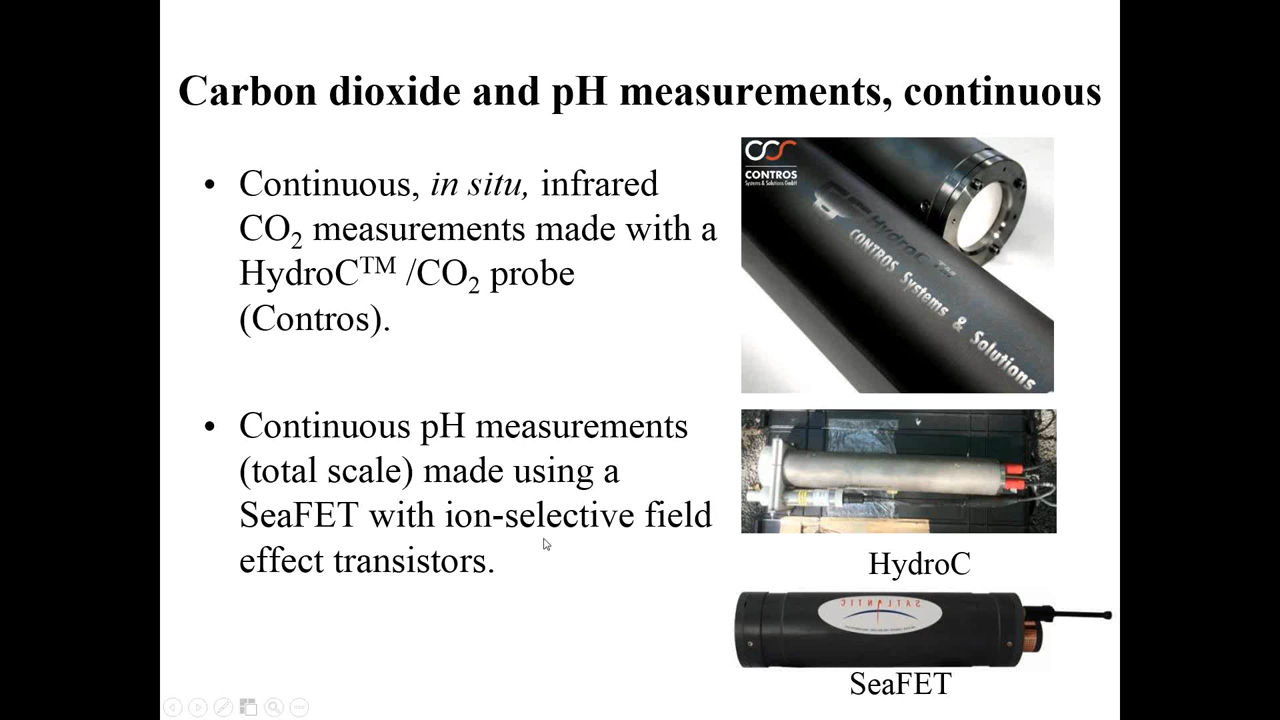 Carbon dioxide and pH measurements, continuous
• Continuous, in situ, infrared
CO₂ measurements made with a
HydroC™ /CO₂ probe
(Contros).
• Continuous pH measurements
(total scale) made using a
SeaFET with ion-selective field
effect transistors.
CONTROS
Systems & Solutions GmbH
HydroC ™
CONTROS Systems & Solutions
HydroC
SATLANTIC
SeaFET